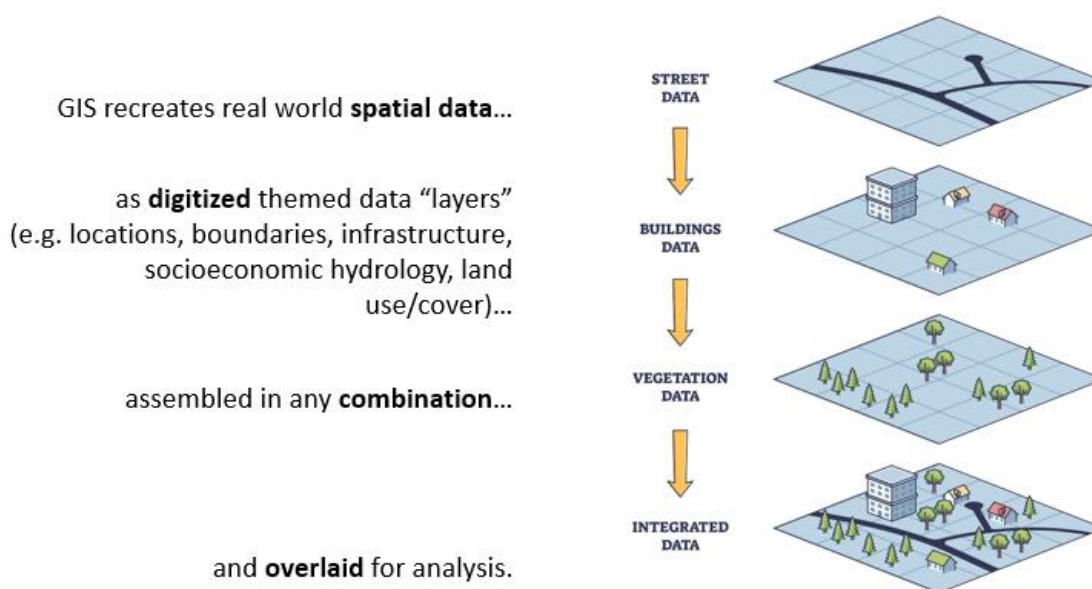 GIS recreates real world spatial data…
as digitized themed data “layers”
(e.g. locations, boundaries, infrastructure,
socioeconomic hydrology, land
use/cover)…
assembled in any combination…
and overlaid for analysis.
STREET
DATA
BUILDINGS
DATA
VEGETATION
DATA
INTEGRATED
DATA